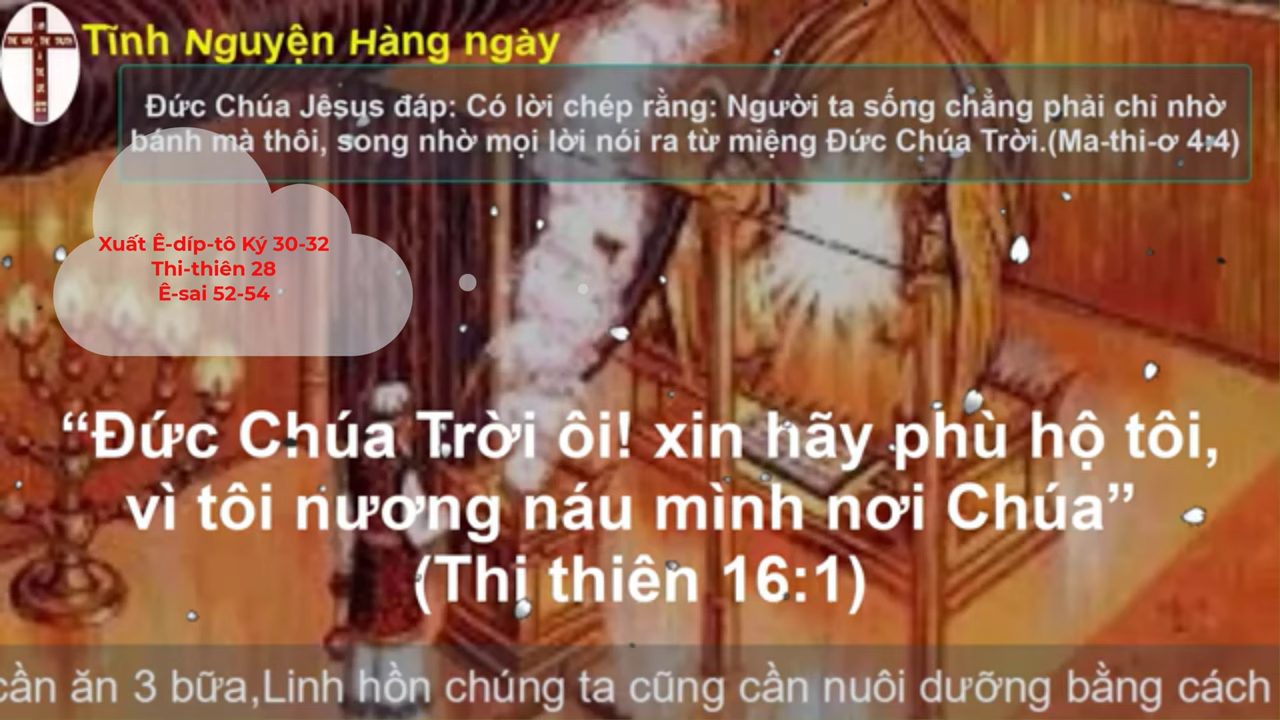 THE WAY, THE TRUTH
Tĩnh Nguyện Hàng ngày
Đức Chúa Jêsus đáp: Có lời chép rằng: Người ta sống chẳng phải chỉ nhờ
bánh mà thôi, song nhờ mọi lời nói ra từ miệng Đức Chúa Trời.(Ma-thi-ơ 4:4)
Xuất Ê-díp-tô Ký 30-32
Thi-thiên 28
Ê-sai 52-54
“Đức Chúa Trời ôi! xin hãy phù hộ tôi,
vì tôi nương náu mình nơi Chúa”
(Thi thiên 16:1)
cần ăn 3 bữa,Linh hồn chúng ta cũng cần nuôi dưỡng bằng cách